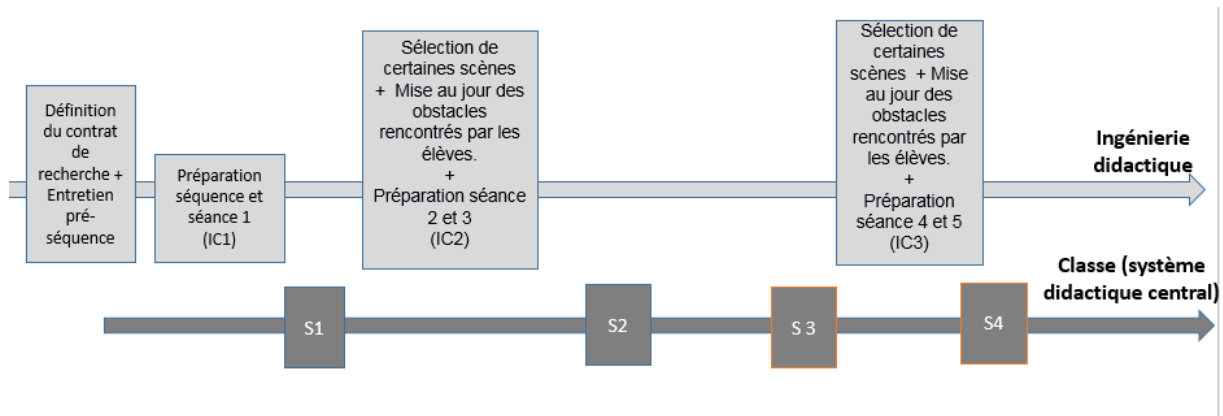 Définition
du contrat
de
recherche +
Entretien
pré-
séquence
Préparation
séquence et
séance 1
(IC1)
Sélection de
certaines scènes
+ Mise au jour des
obstacles
rencontrés par les
élèves.
+
Préparation séance
2 et 3
(IC2)
Sélection de
certaines
scènes + Mise
au jour des
obstacles
rencontrés par
les élèves.
+
Préparation
séance 4 et 5
(IC3)
Ingénierie
didactique
Classe (système
didactique central)
S1
S2
S 3
S4